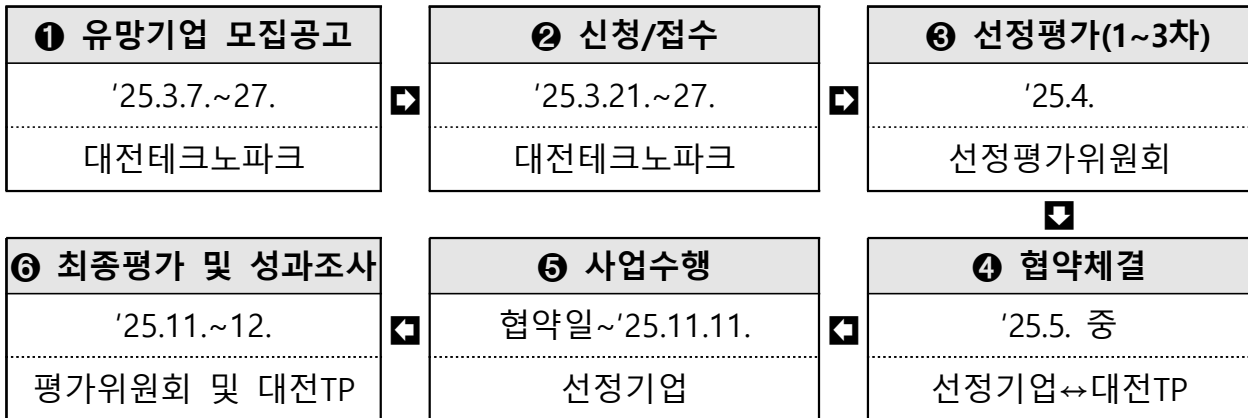 ❶ 유망기업 모집공고
'25.3.7.~27.
대전테크노파크
❷ 신청/접수
'25.3.21.~27.
대전테크노파크
❸ 선정평가(1~3차)
'25.4.
선정평가위원회
❹ 협약체결
'25.5. 중
선정기업↔대전TP
❺ 사업수행
협약일~'25.11.11.
선정기업
❻ 최종평가 및 성과조사
'25.11.~12.
평가위원회 및 대전TP